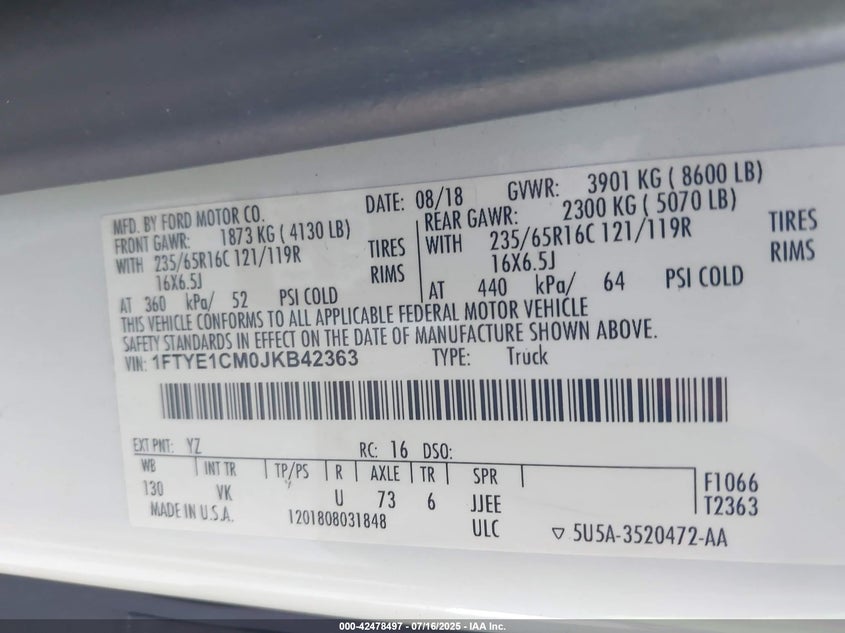 MFD. BY FORD MOTOR CO. DATE: 08/18 GVWR: 3901 KG ( 8600 LB)
FRONT GAWR: 1873 KG ( 4130 LB) REAR GAWR: 2300 KG ( 5070 LB)
WITH 235/65R16C 121/119R TIRES WITH 235/65R16C 121/119R TIRES
16X6.5J RIMS 16X6.5J RIMS
AT 360 kPa/ 52 PSI COLD AT 440 kPa/ 64 PSI COLD
THIS VEHICLE CONFORMS TO ALL APPLICABLE FEDERAL MOTOR VEHICLE
SAFETY STANDARDS IN EFFECT ON THE DATE OF MANUFACTURE SHOWN ABOVE.
VIN: 1FTYE1CM0JKB42363 TYPE: Truck
EXT PNT: YZ RC: 16 DSO:
WB INT TR TP/PS R AXLE TR SPR F1066
130 VK U 73 6 JJEE T2363
MADE IN U.S.A. 1201808031848 ULC ▽ 5U5A-3520472-AA
000-42478497 - 07/16/2025 - IAA Inc.